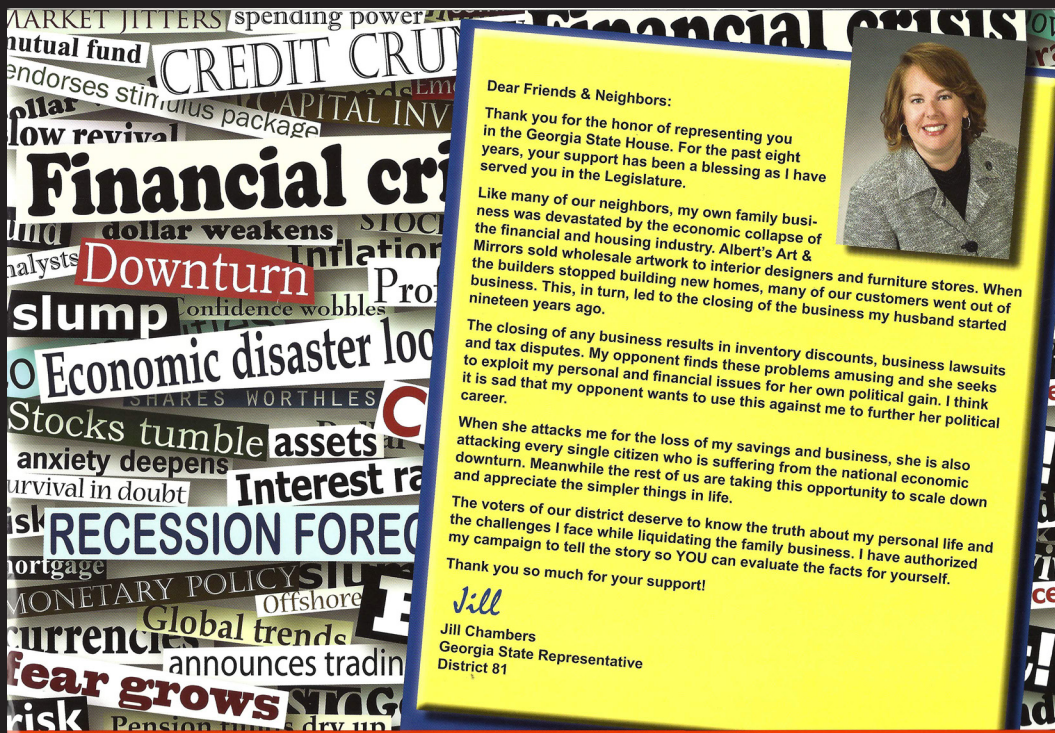 MARKET JITTERS
spending power
Financial crisis
mutual fund
CREDIT CRU
endorses stimulus package
CAPITAL INV
ollar
low revival
Financial cri
dollar weakens
STOC
nalysts
Downturn
Inflation
Pro
slump
Confidence wobbles
Economic disaster loo
SHARES WORTHLES
Stocks tumble
assets
anxiety deepens
urvival in doubt
Interest ra
isk
RECESSION FOREC
ortgage
MONETARY POLICY
Offshore
currencies
Global trends
announces tradin
fear grows
risk
Pension funds dry up
Dear Friends & Neighbors:
Thank you for the honor of representing you
in the Georgia State House. For the past eight
years, your support has been a blessing as I have
served you in the Legislature.
Like many of our neighbors, my own family busi-
ness was devastated by the economic collapse of
the financial and housing industry. Albert's Art &
Mirrors sold wholesale artwork to interior designers and furniture stores. When
the builders stopped building new homes, many of our customers went out of
business. This, in turn, led to the closing of the business my husband started
nineteen years ago.
The closing of any business results in inventory discounts, business lawsuits
and tax disputes. My opponent finds these problems amusing and she seeks
to exploit my personal and financial issues for her own political gain. I think
it is sad that my opponent wants to use this against me to further her political
career.
When she attacks me for the loss of my savings and business, she is also
attacking every single citizen who is suffering from the national economic
downturn. Meanwhile the rest of us are taking this opportunity to scale down
and appreciate the simpler things in life.
The voters of our district deserve to know the truth about my personal life and
the challenges I face while liquidating the family business. I have authorized
my campaign to tell the story so YOU can evaluate the facts for yourself.
Thank you so much for your support!
Jill
Jill Chambers
Georgia State Representative
District 81